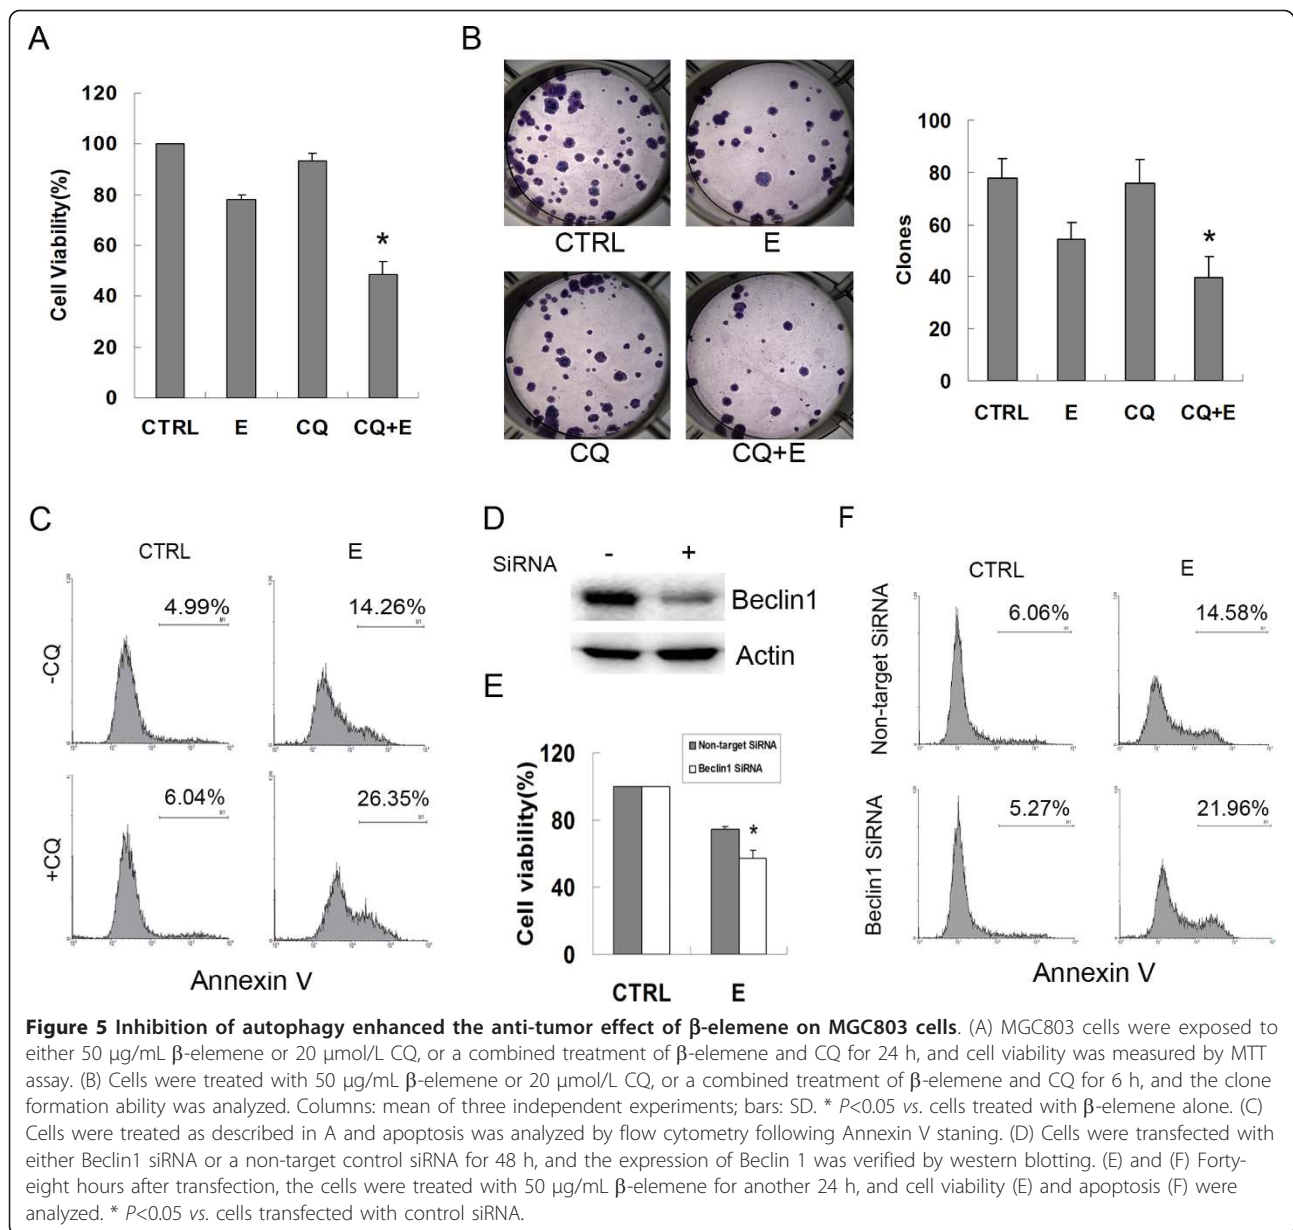 A
120
100
80
60
40
20
0
Cell Viability(%)
*
CTRL E CQ CQ+E
B
CTRL E
CQ CQ+E
100
80
60
40
20
0
Clones
*
CTRL E CQ CQ+E
C
CTRL E
-CQ
4.99%
M1
14.26%
M1
+CQ
6.04%
M1
26.35%
M1
Annexin V
D
SiRNA - +
Beclin1
Actin
E
120
80
40
0
Cell viability(%)
Non-target SiRNA
Beclin1 SiRNA
*
CTRL E
F
CTRL E
Non-target SiRNA
6.06%
M1
14.58%
M1
Beclin1 SiRNA
5.27%
M1
21.96%
M1
Annexin V
Figure 5 Inhibition of autophagy enhanced the anti-tumor effect of β-elemene on MGC803 cells. (A) MGC803 cells were exposed to
either 50 μg/mL β-elemene or 20 μmol/L CQ, or a combined treatment of β-elemene and CQ for 24 h, and cell viability was measured by MTT
assay. (B) Cells were treated with 50 μg/mL β-elemene or 20 μmol/L CQ, or a combined treatment of β-elemene and CQ for 6 h, and the clone
formation ability was analyzed. Columns: mean of three independent experiments; bars: SD. * P<0.05 vs. cells treated with β-elemene alone. (C)
Cells were treated as described in A and apoptosis was analyzed by flow cytometry following Annexin V staning. (D) Cells were transfected with
either Beclin1 siRNA or a non-target control siRNA for 48 h, and the expression of Beclin 1 was verified by western blotting. (E) and (F) Forty-
eight hours after transfection, the cells were treated with 50 μg/mL β-elemene for another 24 h, and cell viability (E) and apoptosis (F) were
analyzed. * P<0.05 vs. cells transfected with control siRNA.